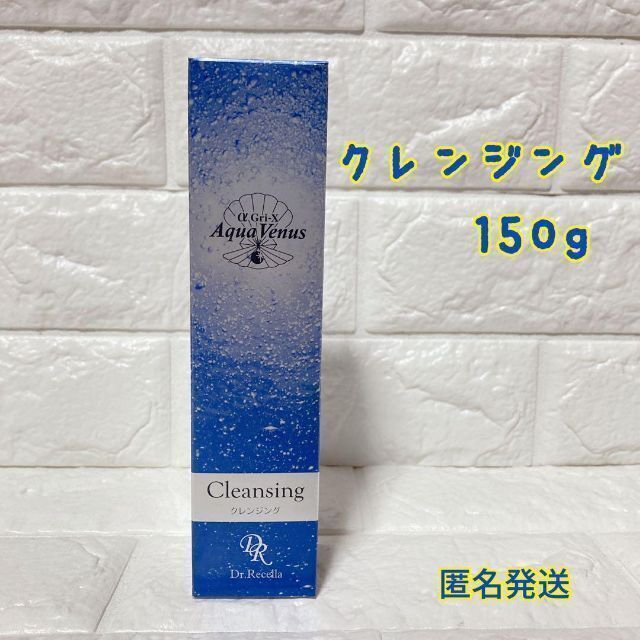 クレンジング
150g
α Gri-X
Aqua Venus
Cleansing
クレンジング
DR
Dr.Recella
匿名発送